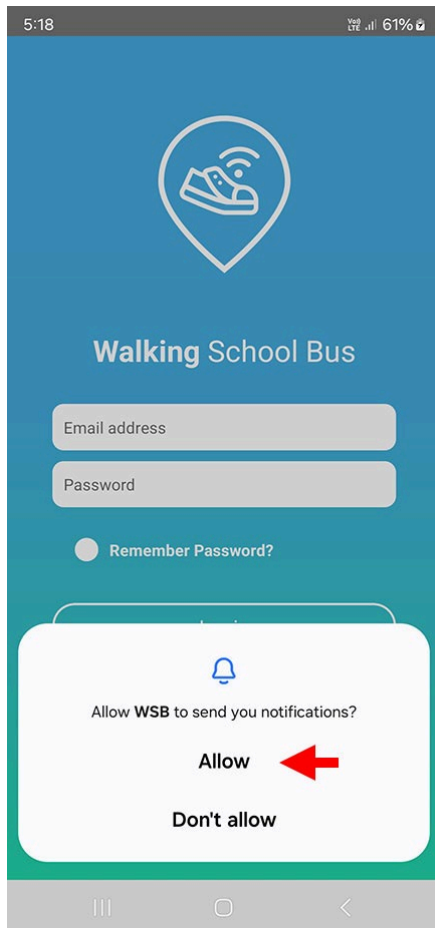 5:18
61%
Walking School Bus
Email address
Password
Remember Password?
Allow WSB to send you notifications?
Allow
Don't allow